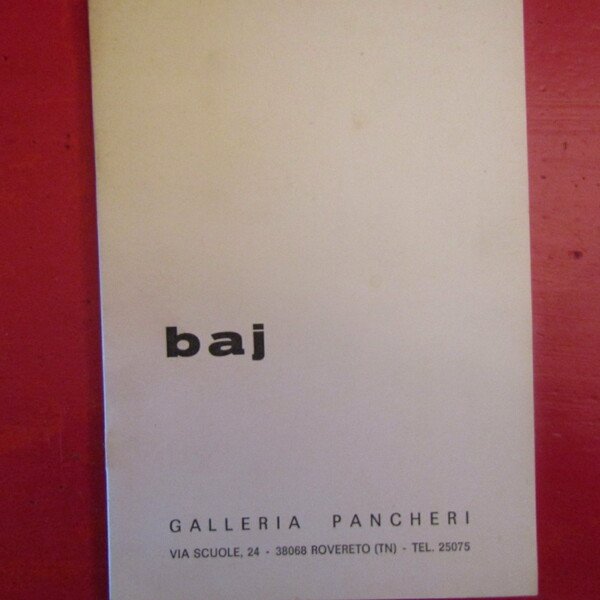 baj
GALLERIA PANCHERI
VIA SCUOLE, 24 - 38068 ROVERETO (TN) - TEL. 25075